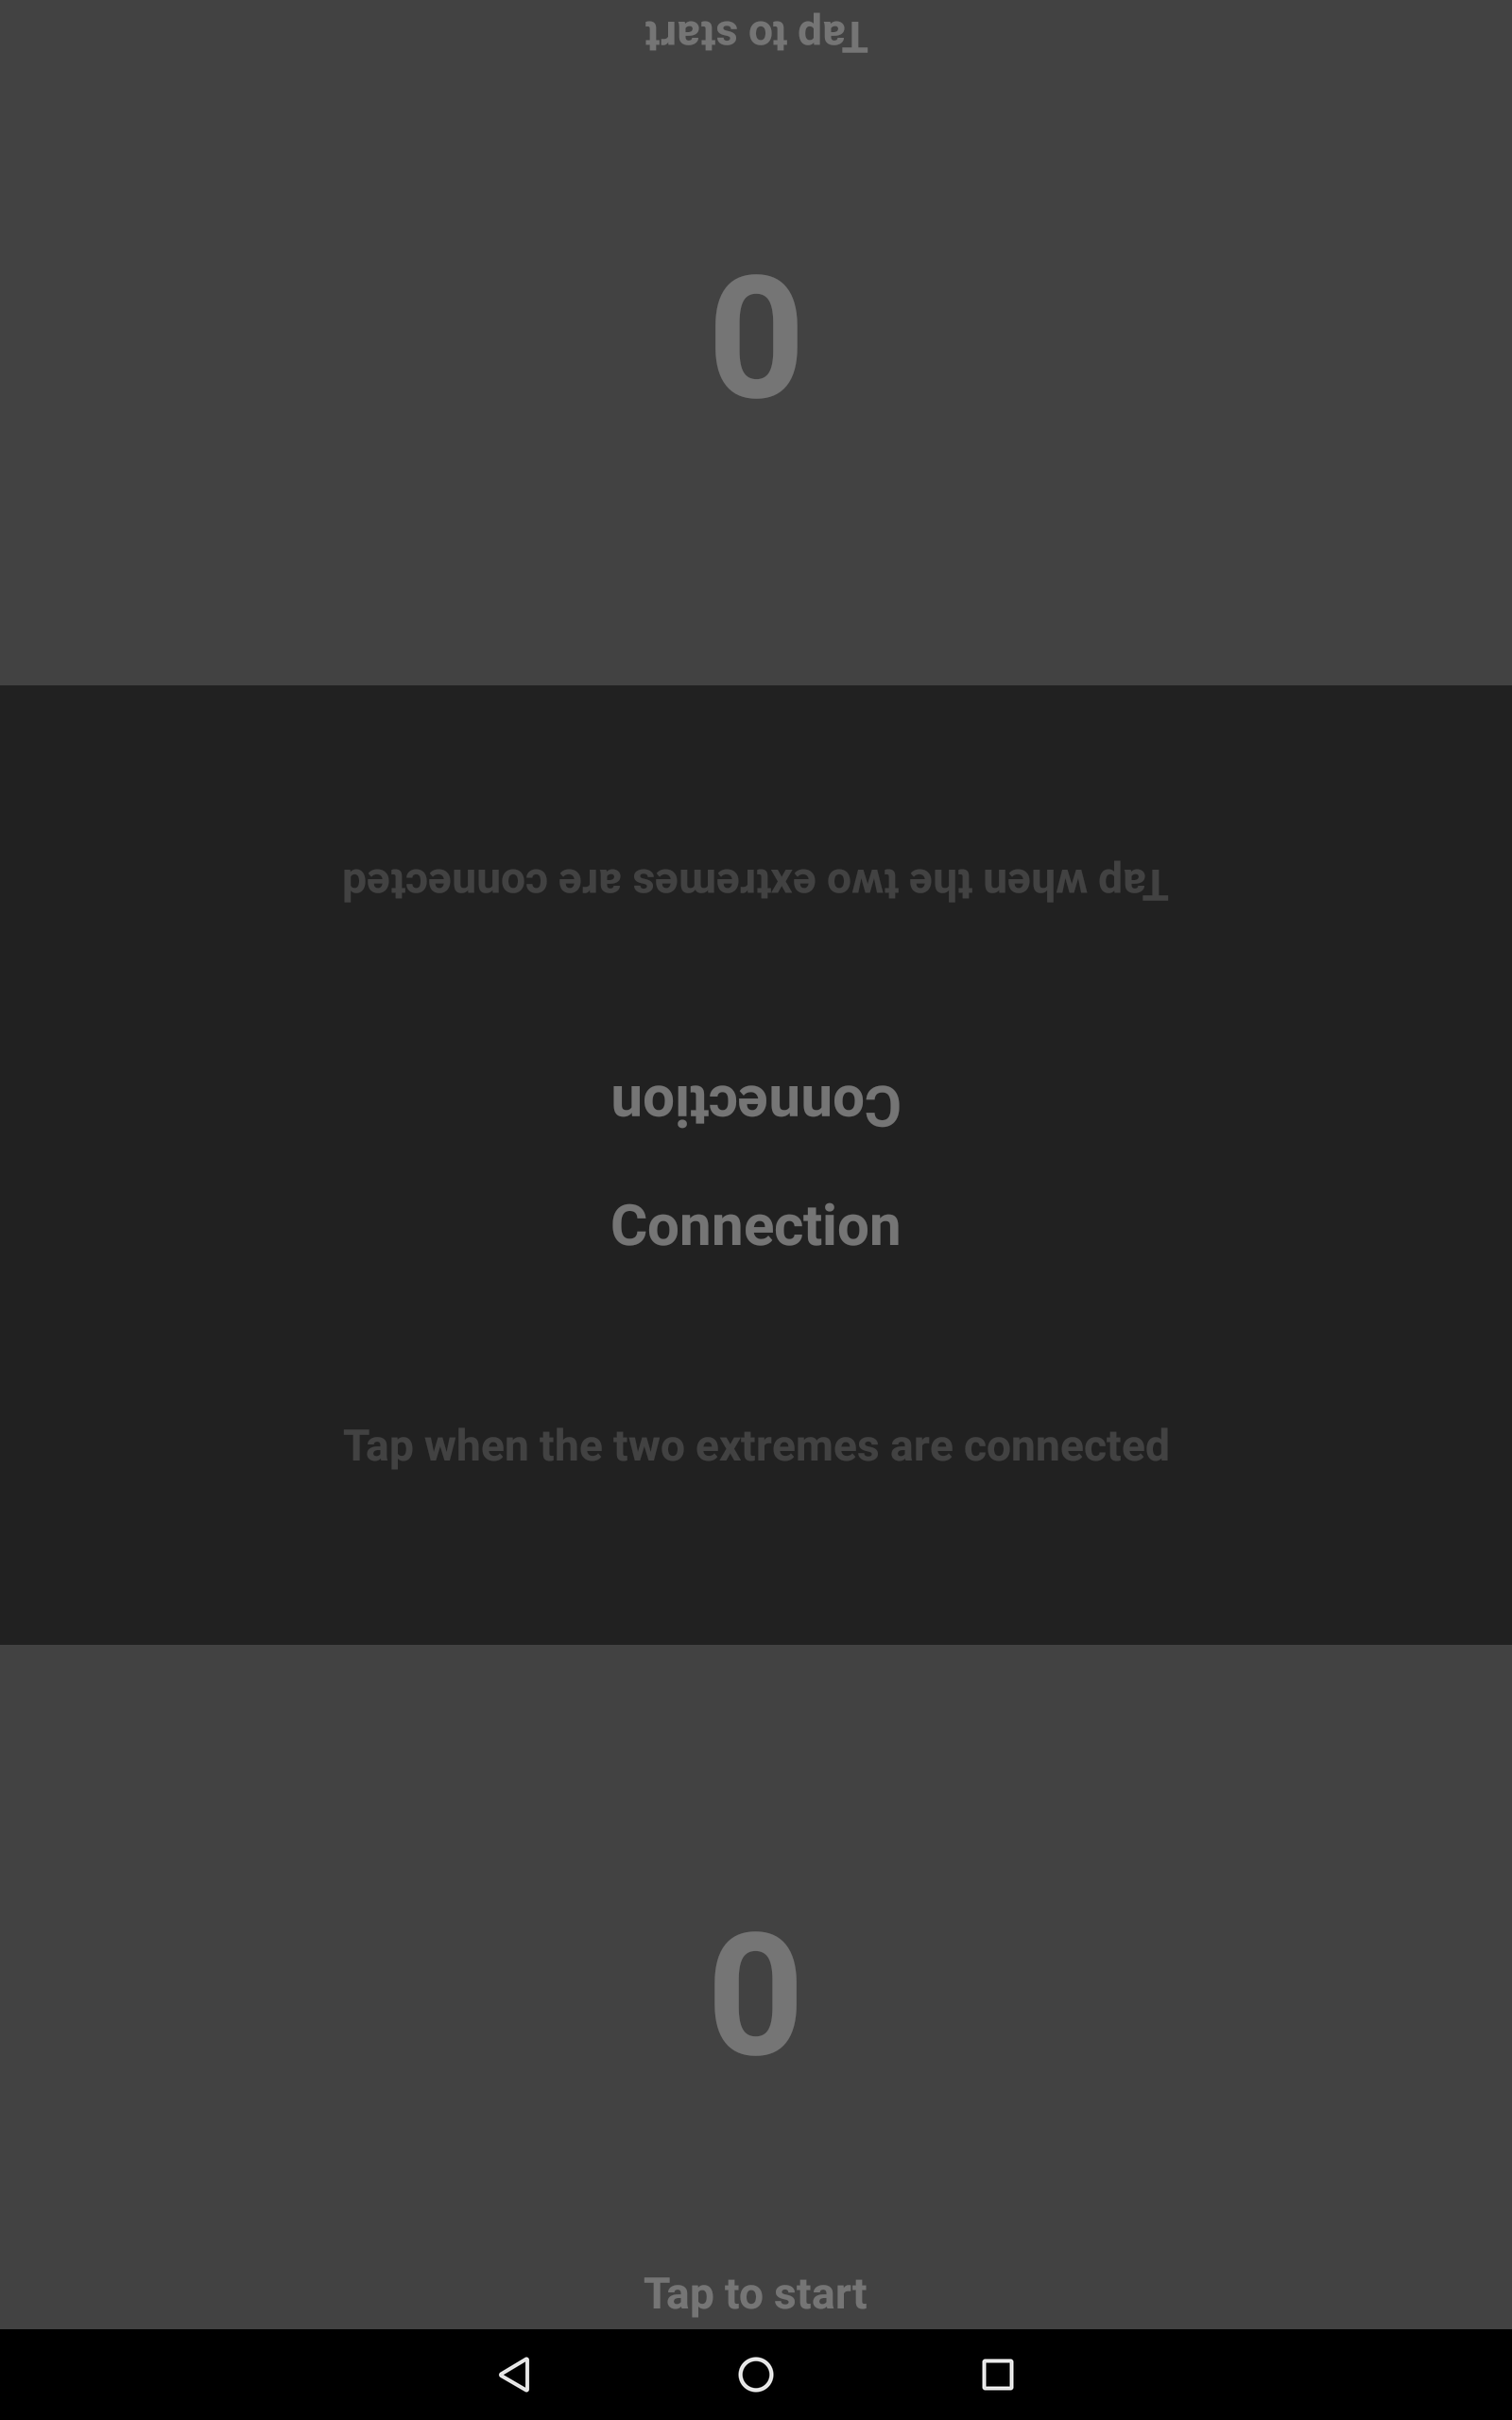 Tap to start
0
Tap when the two extremes are connected
Connection
Connection
Tap when the two extremes are connected
0
Tap to start